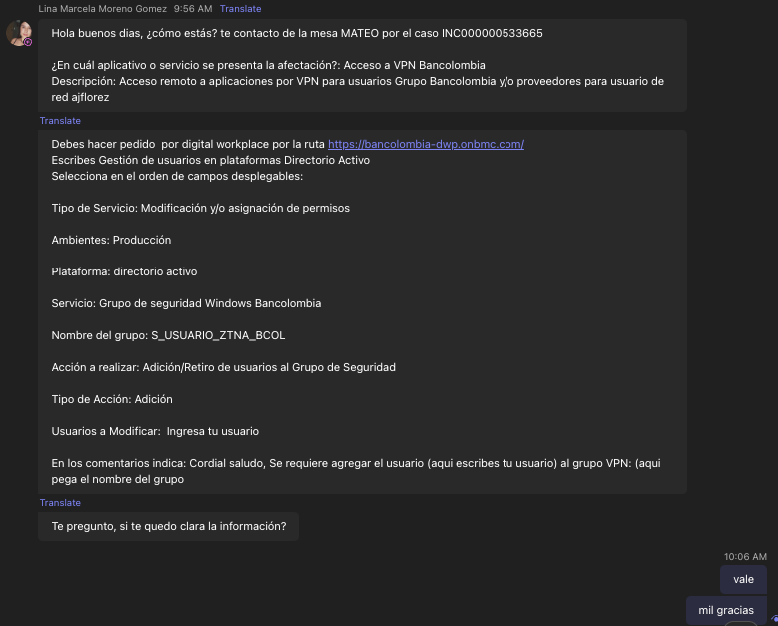 Lina Marcela Moreno Gomez 9:56 AM Translate
Hola buenos dias, ¿cómo estás? te contacto de la mesa MATEO por el caso INC000000533665
¿En cuál aplicativo o servicio se presenta la afectación?: Acceso a VPN Bancolombia
Descripción: Acceso remoto a aplicaciones por VPN para usuarios Grupo Bancolombia y/o proveedores para usuario de
red ajflorez
Translate
Debes hacer pedido por digital workplace por la ruta https://bancolombia-dwp.onbmc.com/
Escribes Gestión de usuarios en plataformas Directorio Activo
Selecciona en el orden de campos desplegables:
Tipo de Servicio: Modificación y/o asignación de permisos
Ambientes: Producción
Plataforma: directorio activo
Servicio: Grupo de seguridad Windows Bancolombia
Nombre del grupo: S_USUARIO_ZTNA_BCOL
Acción a realizar: Adición/Retiro de usuarios al Grupo de Seguridad
Tipo de Acción: Adición
Usuarios a Modificar: Ingresa tu usuario
En los comentarios indica: Cordial saludo, Se requiere agregar el usuario (aqui escribes tu usuario) al grupo VPN: (aqui
pega el nombre del grupo
Translate
Te pregunto, si te quedo clara la información?
10:06 AM
vale
mil gracias